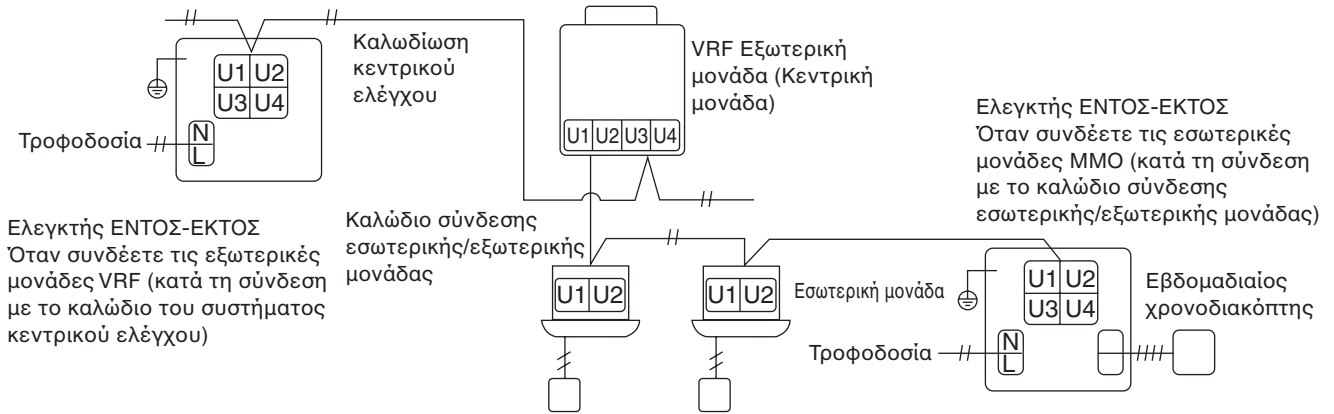 U1 U2
U3 U4
N
L
Τροφοδοσία
Καλωδίωση
κεντρικού
ελέγχου
Ελεγκτής ΕΝΤΟΣ-ΕΚΤΟΣ
Όταν συνδέετε τις εξωτερικές
μονάδες VRF (κατά τη σύνδεση
με το καλώδιο του συστήματος
κεντρικού ελέγχου)
VRF Εξωτερική
μονάδα (Κεντρική
μονάδα)
U1 U2 U3 U4
Καλώδιο σύνδεσης
εσωτερικής/εξωτερικής
μονάδας
U1 U2
U1 U2
Εσωτερική μονάδα
Ελεγκτής ΕΝΤΟΣ-ΕΚΤΟΣ
Όταν συνδέετε τις εσωτερικές
μονάδες MMO (κατά τη σύνδεση
με το καλώδιο σύνδεσης
εσωτερικής/εξωτερικής μονάδας)
U1 U2
U3 U4
N
L
Τροφοδοσία
Εβδομαδιαίος
χρονοδιακόπτης